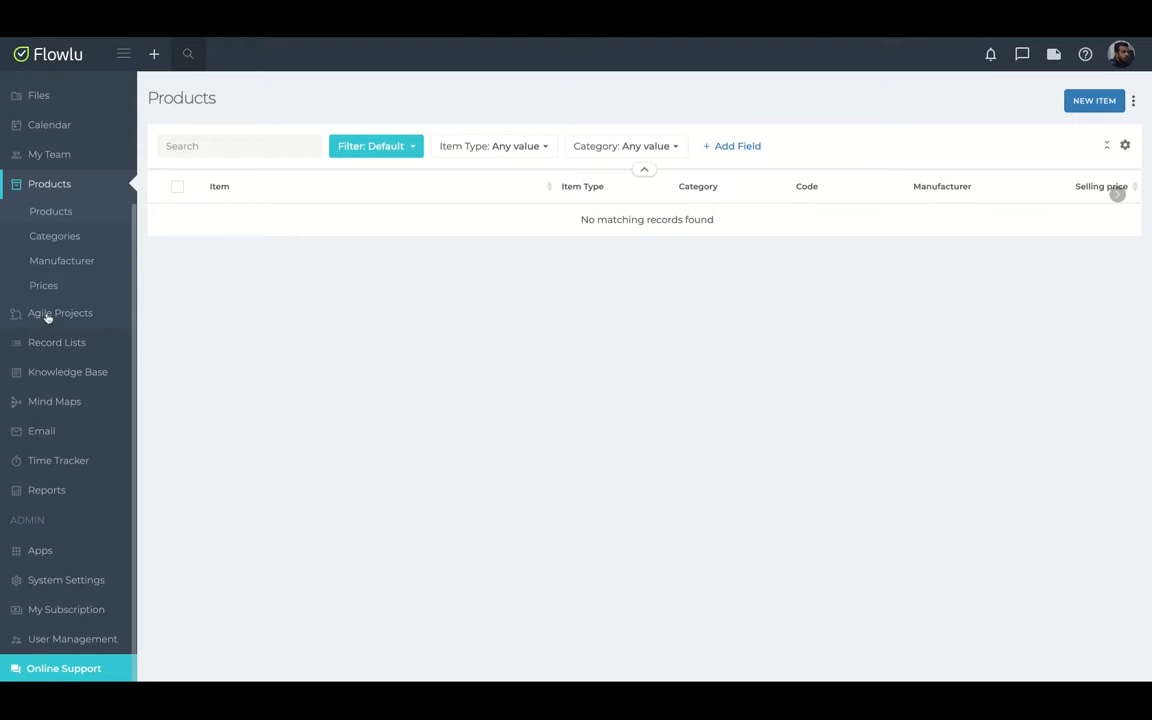 Flowlu
Files
Calendar
My Team
Products
Products
Categories
Manufacturer
Prices
Agile Projects
Record Lists
Knowledge Base
Mind Maps
Email
Time Tracker
Reports
ADMIN
Apps
System Settings
My Subscription
User Management
Online Support
Products
NEW ITEM
Search
Filter: Default
Item Type: Any value
Category: Any value
+ Add Field
Item
Item Type
Category
Code
Manufacturer
Selling price
No matching records found